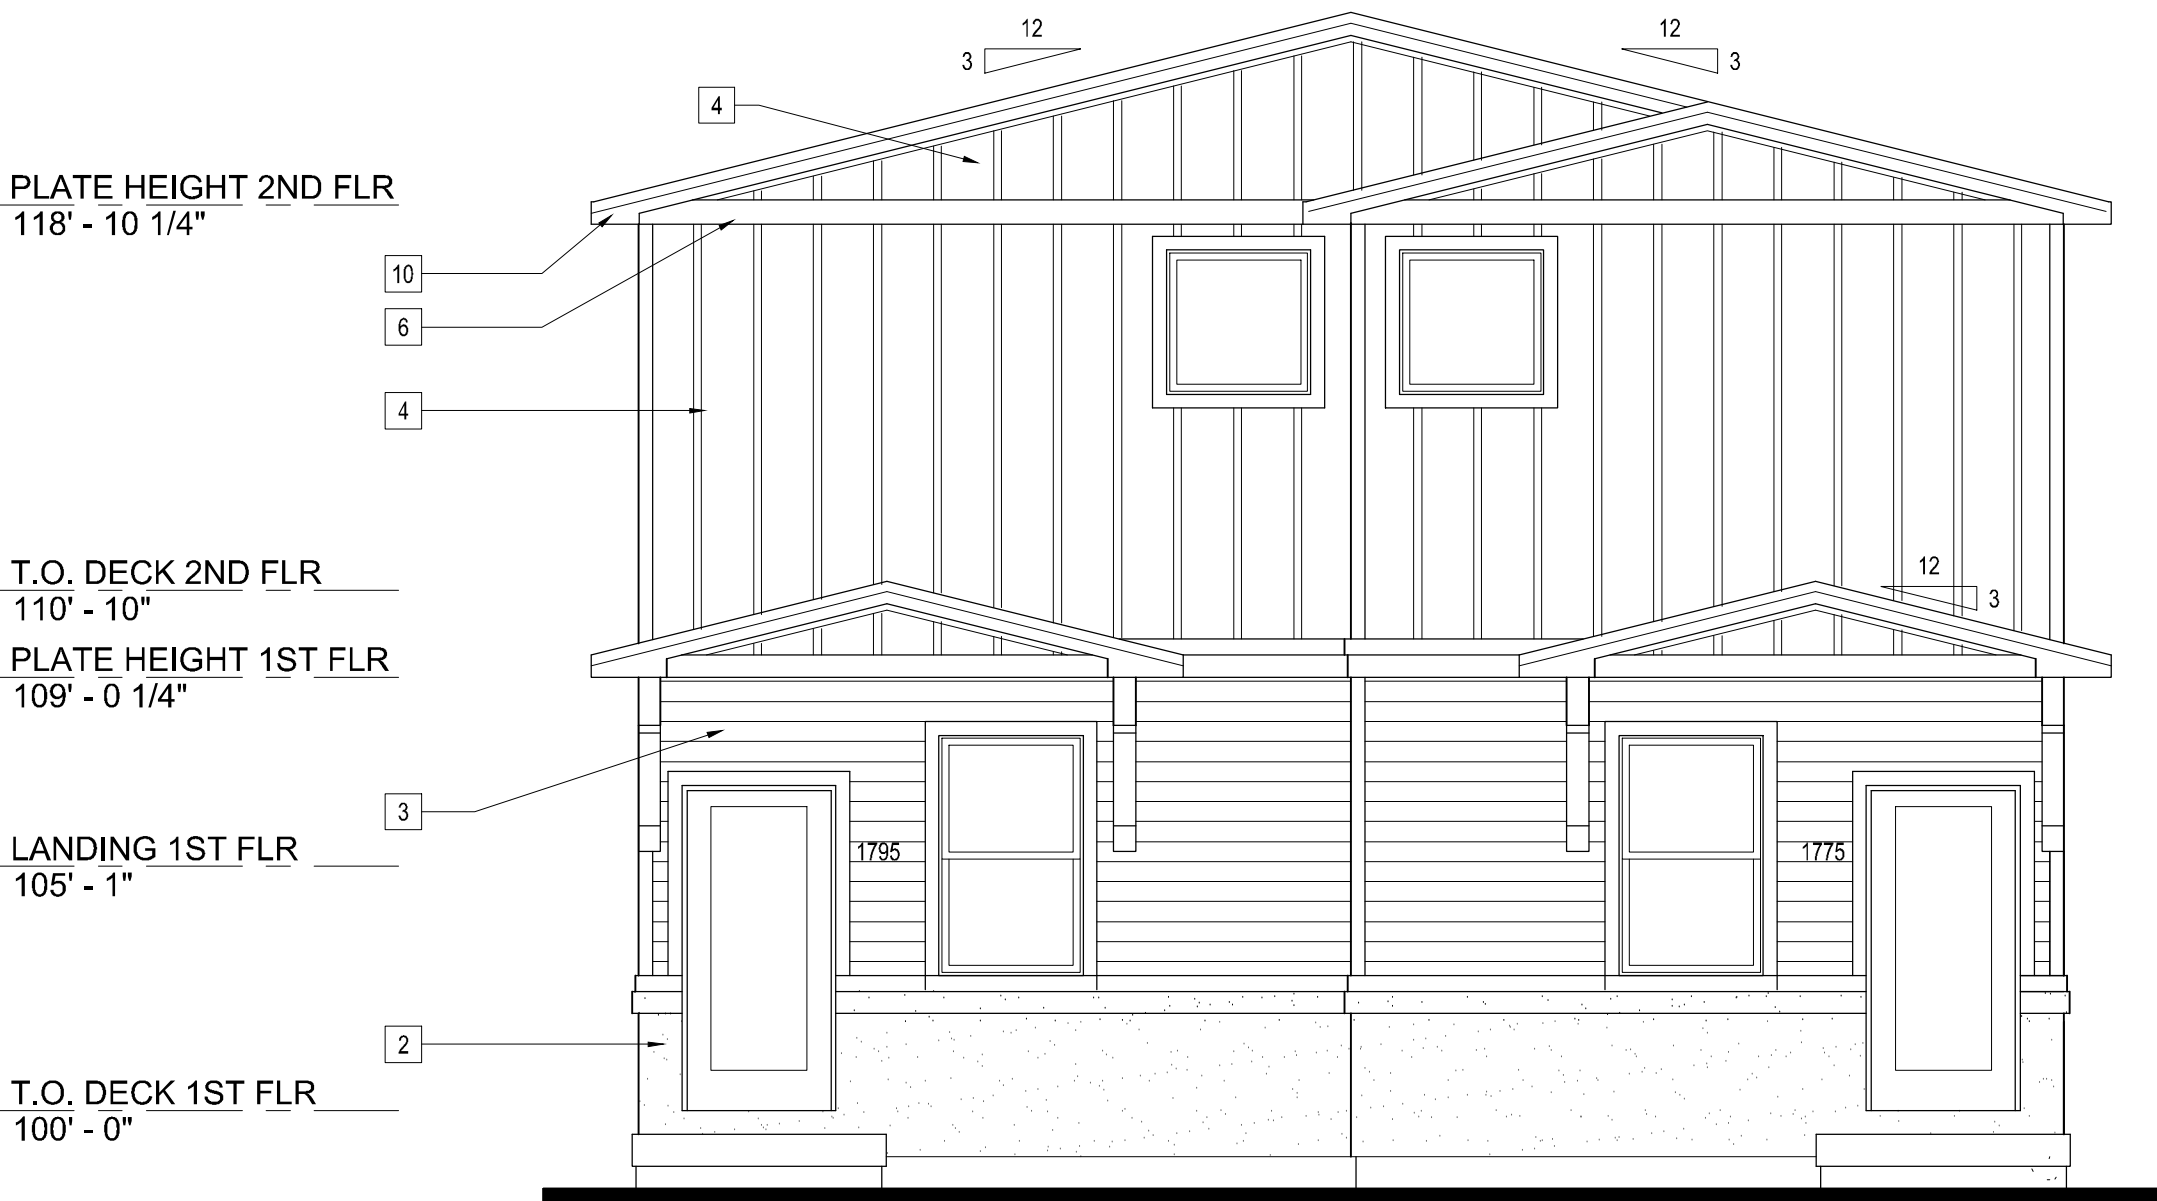 12
3
12
3
4
PLATE HEIGHT 2ND FLR
118' - 10 1/4"
10
6
4
T.O. DECK 2ND FLR
110' - 10"
12
3
PLATE HEIGHT 1ST FLR
109' - 0 1/4"
3
LANDING 1ST FLR
105' - 1"
1795
1775
2
T.O. DECK 1ST FLR
100' - 0"